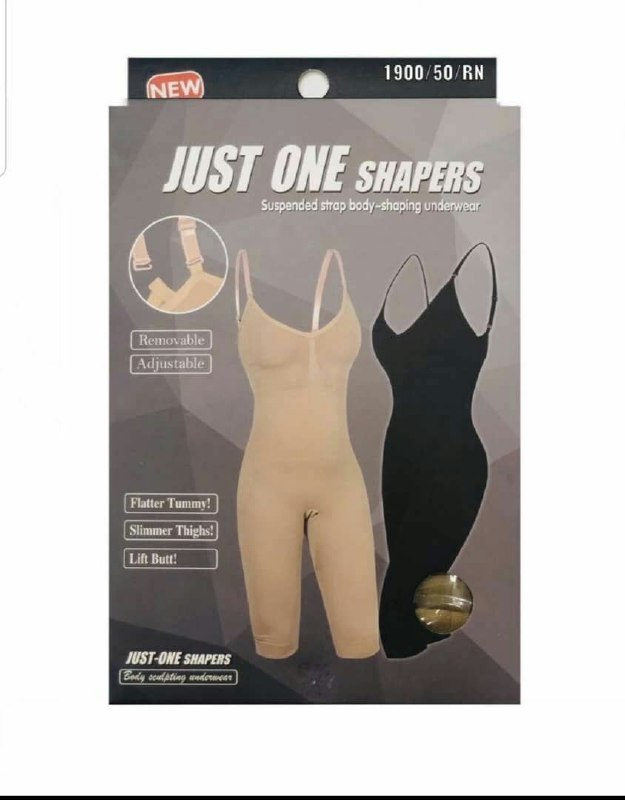 1900/50/RN
NEW
JUST ONE SHAPERS
Suspended strap body-shaping underwear
Removable
Adjustable
Flatter Tummy!
Slimmer Thighs!
Lift Butt!
JUST-ONE SHAPERS
Body sculpting underwear